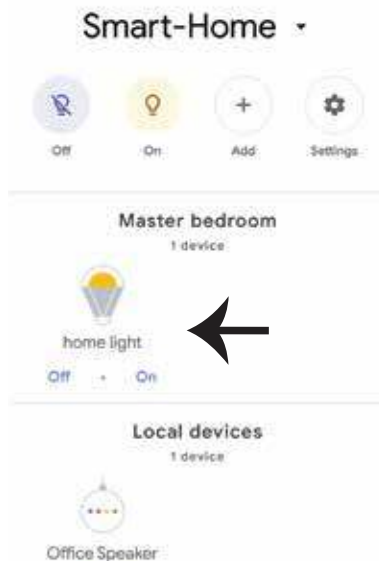 Smart-Home
Off On Add Settings
Master bedroom
1 device
home light
Off • On
Local devices
1 device
Office Speaker